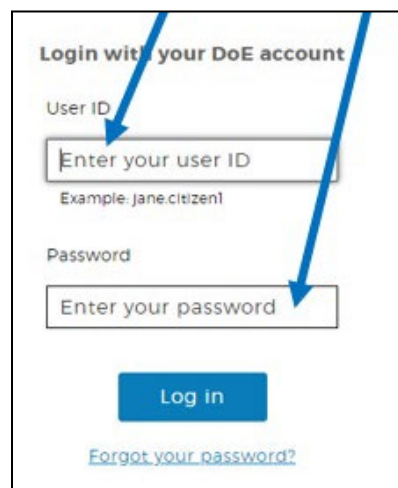 Login with your DoE account
User ID
Enter your user ID
Example: jane.citizen1
Password
Enter your password
Log in
Forgot your password?